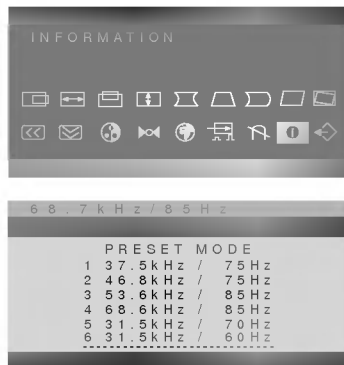 INFORMATION
68.7kHz/85Hz
PRESET MODE
1 37.5kHz / 75Hz
2 46.8kHz / 75Hz
3 53.6kHz / 85Hz
4 68.6kHz / 85Hz
5 31.5kHz / 70Hz
6 31.5kHz / 60Hz